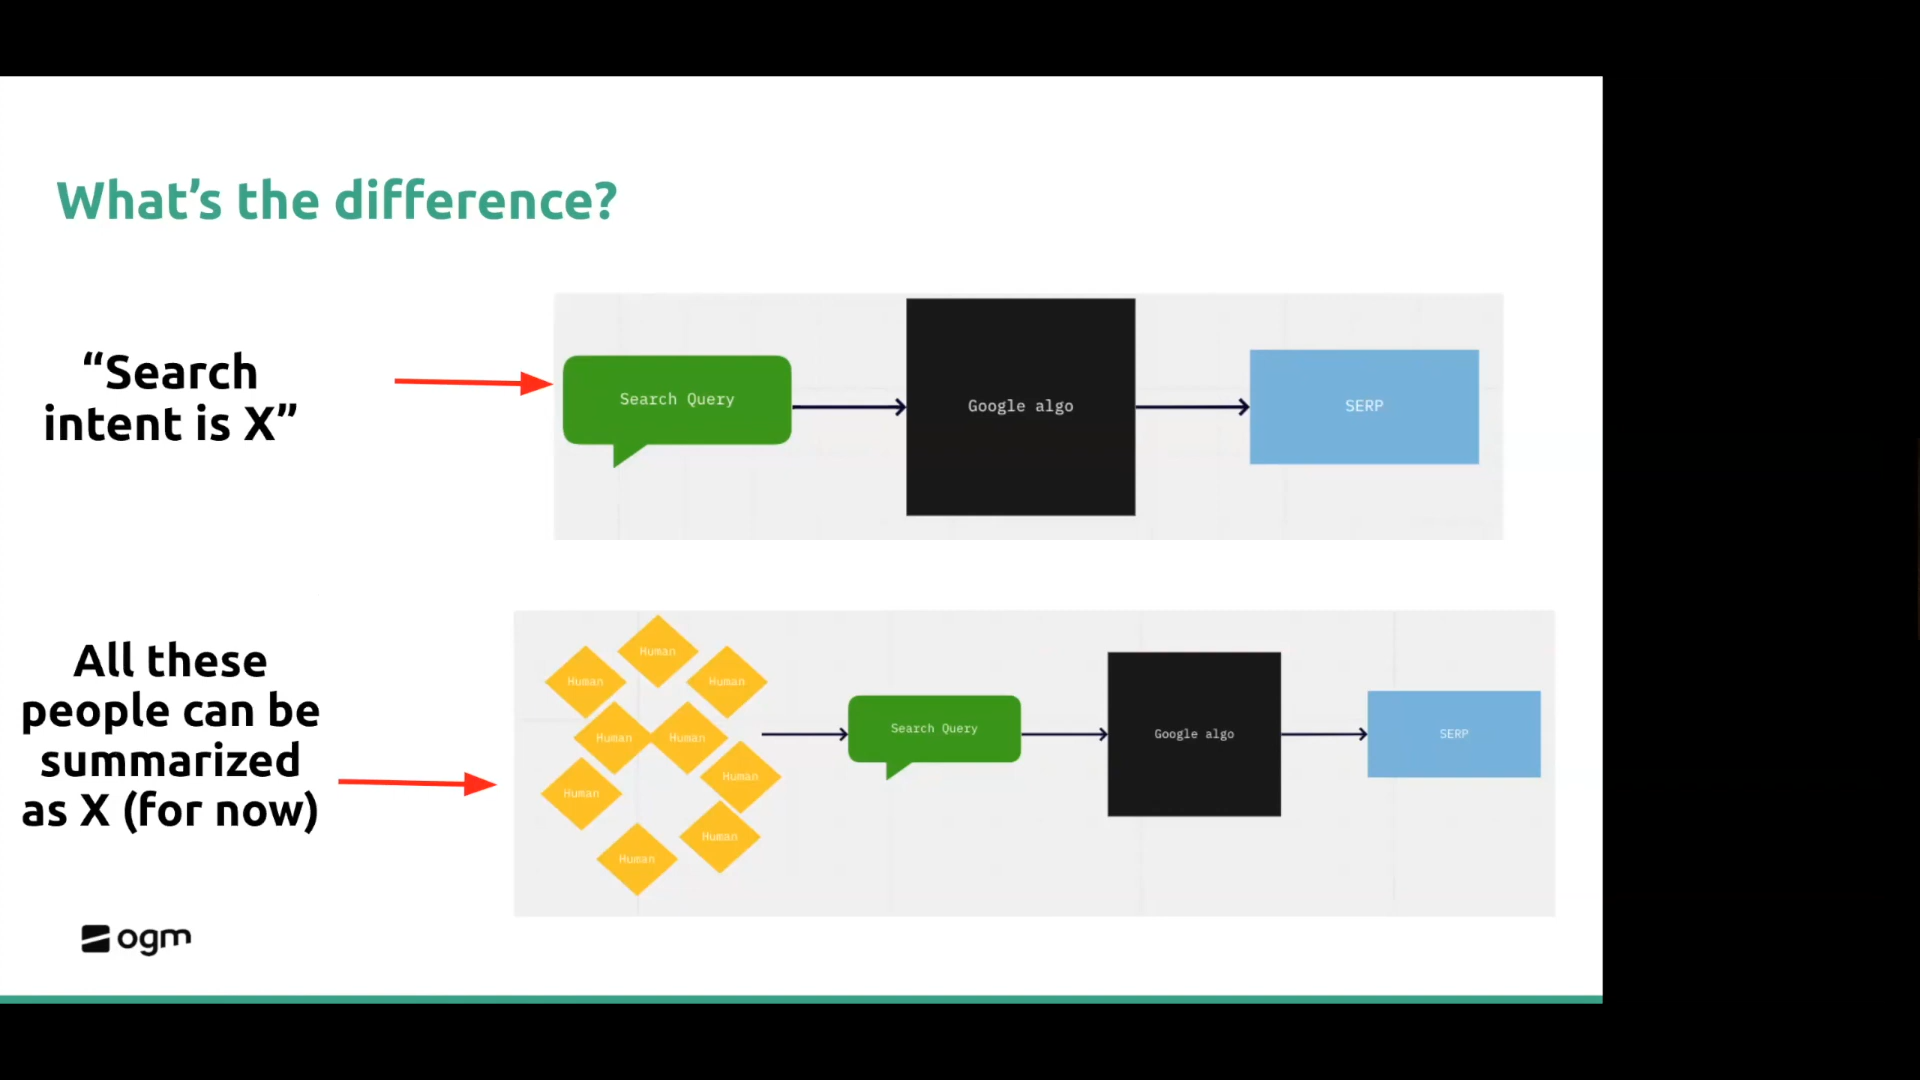 What's the difference?
“Search
intent is X”
Search Query
Google algo
SERP
All these
people can be
summarized
as X (for now)
Human
Human
Human
Human
Human
Human
Human
Human
Human
Search Query
Google algo
SERP
ogm